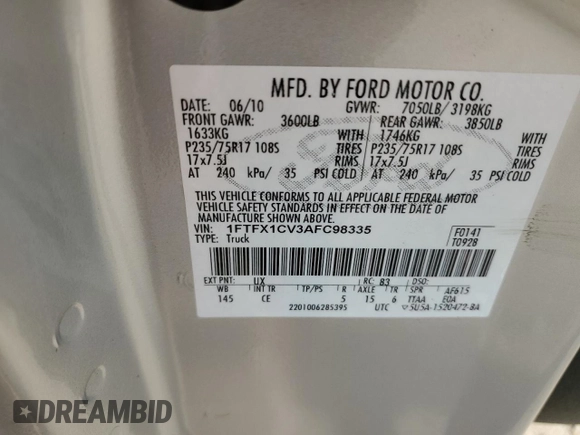 MFD. BY FORD MOTOR CO.
DATE: 06/10 GVWR: 7050LB/ 3198KG
FRONT GAWR: 3600LB REAR GAWR: 3850LB
1633KG WITH 1746KG WITH
P235/75R17 108S TIRES P235/75R17 108S TIRES
17x7.5J RIMS 17x7.5J RIMS
AT 240 kPa/ 35 PSI COLD AT 240 kPa/ 35 PSI COLD
THIS VEHICLE CONFORMS TO ALL APPLICABLE FEDERAL MOTOR
VEHICLE SAFETY STANDARDS IN EFFECT ON THE DATE OF
MANUFACTURE SHOWN ABOVE.
VIN: 1FTFX1CV3AFC98335 F0141
TYPE: Truck T0928
EXT PNT: UX RC: 83 DSO:
WB INT TR TP/PS R AXLE TR SPR AF615
145 CE 5 15 6 TTAA E0A
2201006285395 UTC 5U5A-1520472-BA
Ford
DREAMBID